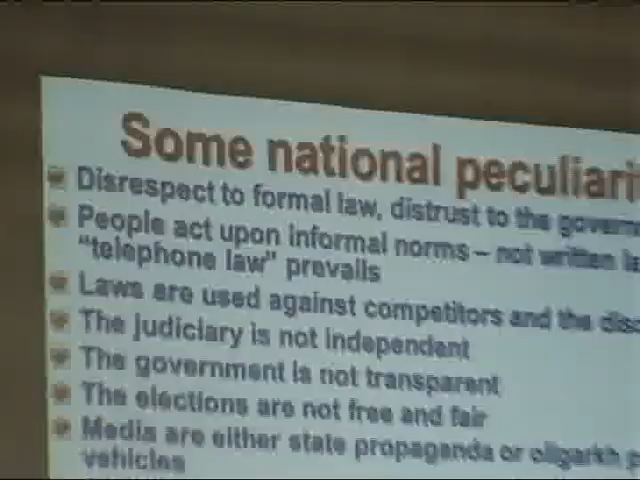 Some national peculiari
Disrespect to formal law, distrust to the governm
People act upon informal norms – not written la
"telephone law" prevails
Laws are used against competitors and the diss
The judiciary is not independent
The government is not transparent
The elections are not free and fair
Media are either state propaganda or oligarkh p
vehicles